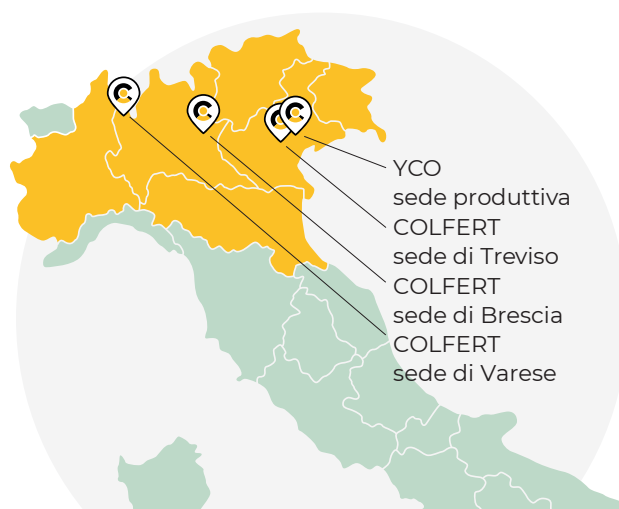 YCO
sede produttiva
COLFERT
sede di Treviso
COLFERT
sede di Brescia
COLFERT
sede di Varese